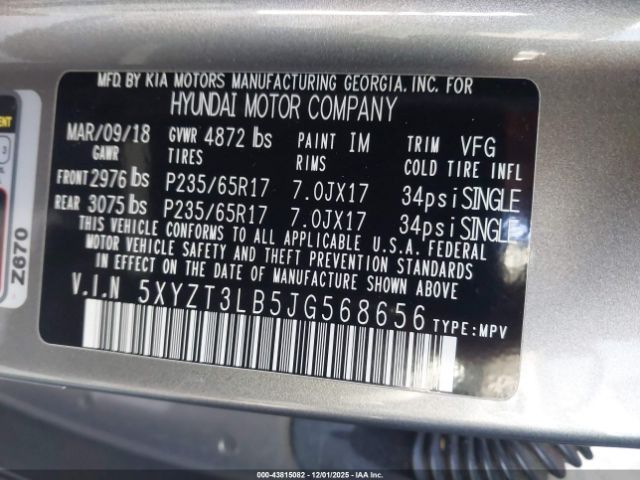 MFD. BY KIA MOTORS MANUFACTURING GEORGIA, INC. FOR
HYUNDAI MOTOR COMPANY
MAR/09/18 GVWR 4872 lbs PAINT IM TRIM VFG
GAWR TIRES RIMS COLD TIRE INFL
FRONT 2976 lbs P235/65R17 7.0JX17 34psi SINGLE
REAR 3075 lbs P235/65R17 7.0JX17 34psi SINGLE
THIS VEHICLE CONFORMS TO ALL APPLICABLE U.S.A. FEDERAL
MOTOR VEHICLE SAFETY AND THEFT PREVENTION STANDARDS
IN EFFECT ON THE DATE OF MANUFACTURE SHOWN ABOVE
V.I.N 5XYZT3LB5JG568656 TYPE:MPV
Z670
3
000-43815082 - 12/01/2025 - IAAI.COM